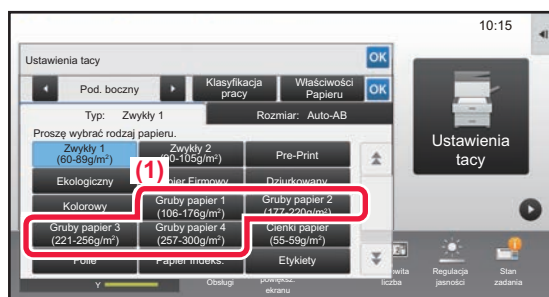 10:15
Ustawienia tacy
OK
Pod. boczny
Klasyfikacja
pracy
Właściwości
Papieru
OK
Typ: Zwykły 1
Rozmiar: Auto-AB
Proszę wybrać rodzaj papieru.
Zwykły 1
(60-89g/m²)
Zwykły 2
(90-105g/m²)
Pre-Print
Ekologiczny
(1)
Papier Firmowy
Dziurkowany
Kolorowy
Gruby papier 1
(106-176g/m²)
Gruby papier 2
(177-220g/m²)
Gruby papier 3
(221-256g/m²)
Gruby papier 4
(257-300g/m²)
Cienki papier
(55-59g/m²)
Folie
Papier Indeks.
Etykiety
Ustawienia
tacy
Y
Obsługi
powiększ.
ekranu
liczba
Regulacja
jasności
Stan
zadania